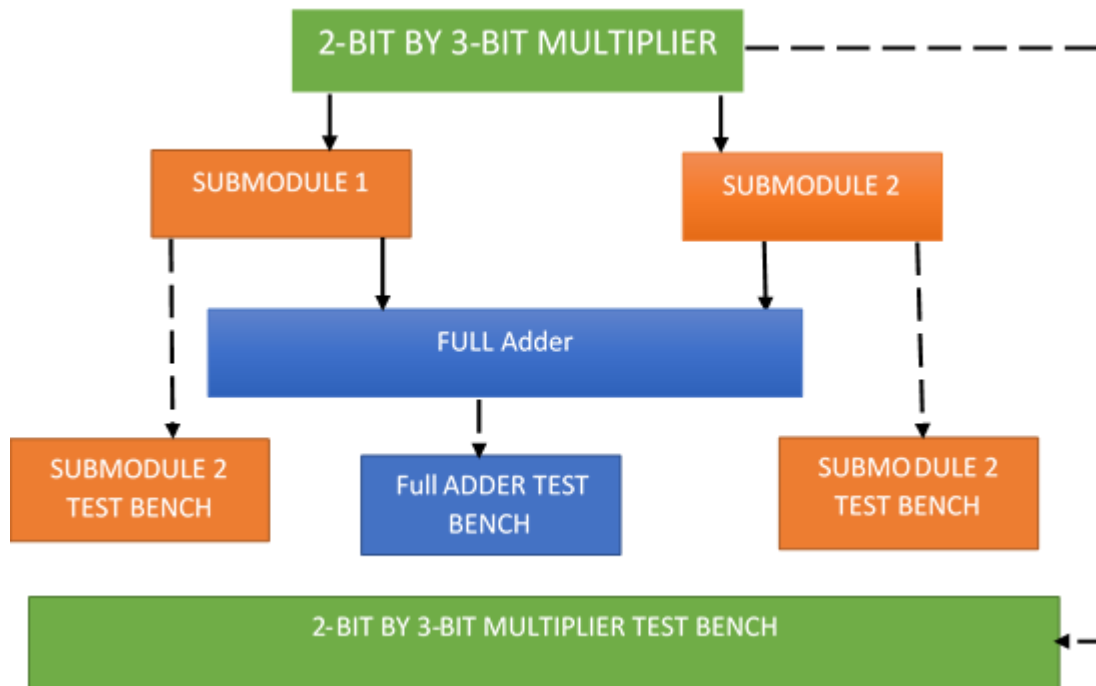 2-BIT BY 3-BIT MULTIPLIER
SUBMODULE 1
SUBMODULE 2
FULL Adder
SUBMODULE 2
TEST BENCH
Full ADDER TEST
BENCH
SUBMODULE 2
TEST BENCH
2-BIT BY 3-BIT MULTIPLIER TEST BENCH